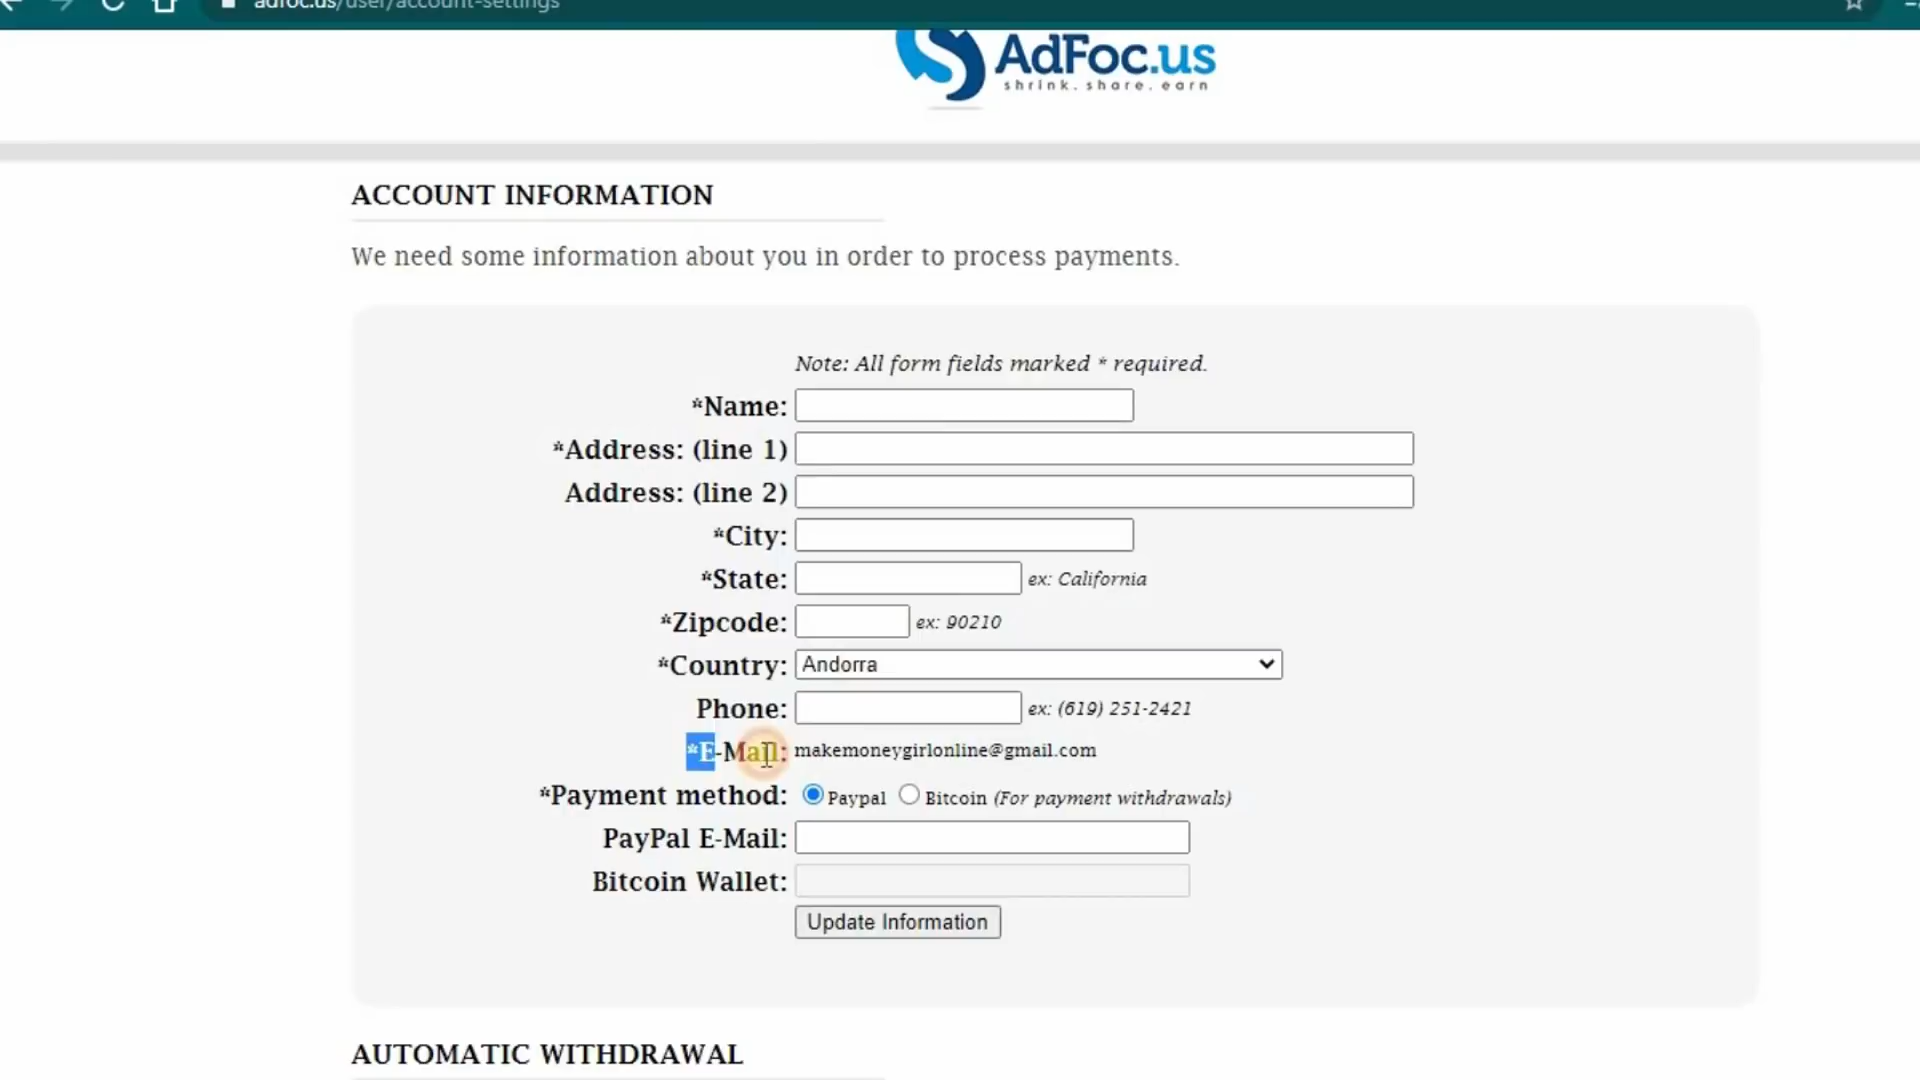 adfoc.us/user/account-settings
AdFoc.us
shrink. share. earn
ACCOUNT INFORMATION
We need some information about you in order to process payments.
Note: All form fields marked * required.
*Name:
*Address: (line 1)
Address: (line 2)
*City:
*State: ex: California
*Zipcode: ex: 90210
*Country: Andorra
Phone: ex: (619) 251-2421
*E-Mail: makemoneygirlonline@gmail.com
*Payment method: Paypal Bitcoin (For payment withdrawals)
PayPal E-Mail:
Bitcoin Wallet:
Update Information
AUTOMATIC WITHDRAWAL